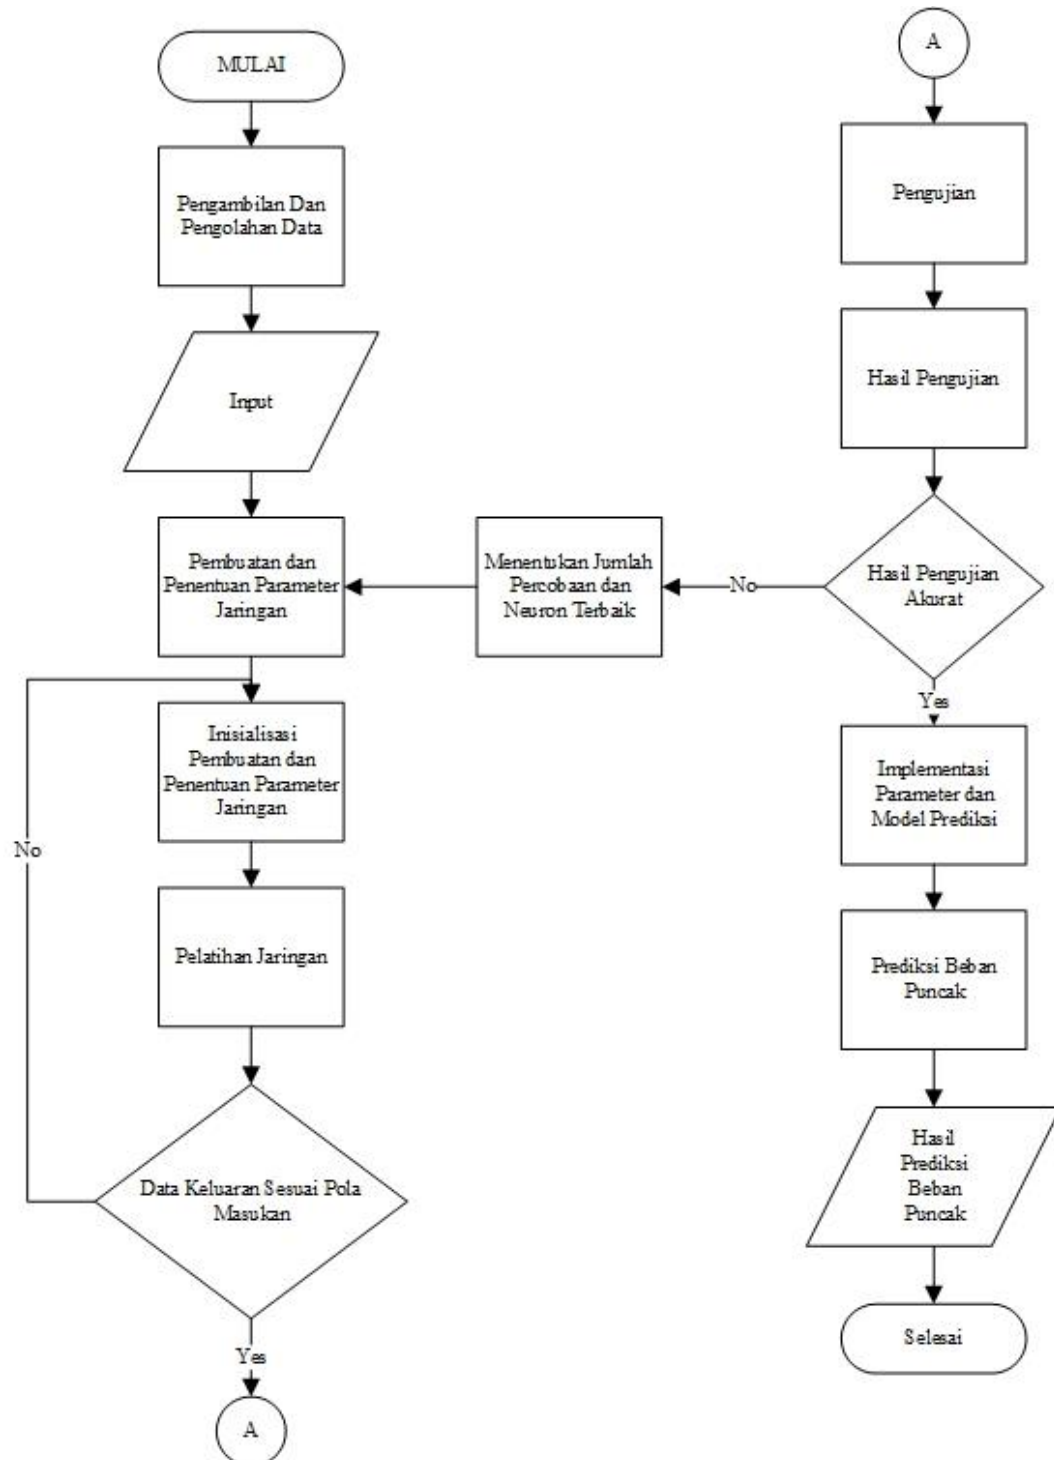 MULAI
Pengambilan Dan
Pengolahan Data
Input
Pembuatan dan
Penentuan Parameter
Jaringan
Inisialisasi
Pembuatan dan
Penentuan Parameter
Jaringan
No
Pelatihan Jaringan
Data Keluaran Sesuai Pola
Masukan
Yes
A
A
Pengujian
Hasil Pengujian
Hasil Pengujian
Akurat
No
Menentukan Jumlah
Percobaan dan
Neuron Terbaik
Yes
Implementasi
Parameter dan
Model Prediksi
Prediksi Beban
Puncak
Hasil
Prediksi
Beban
Puncak
Selesai